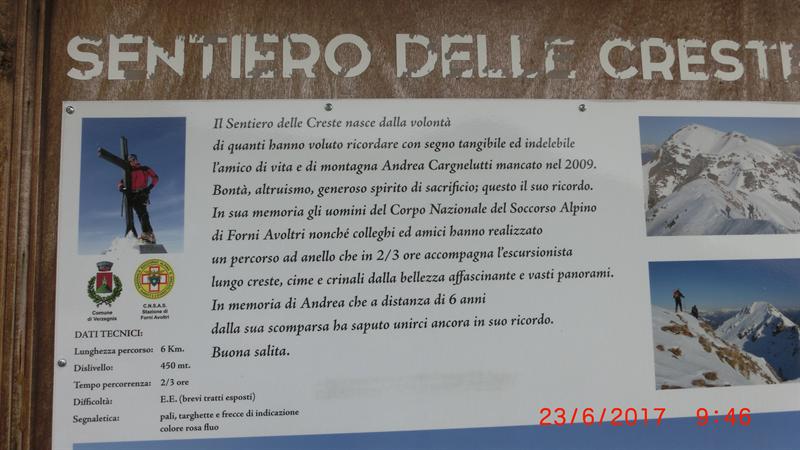 SENTIERO DELLE CRESTE
Il Sentiero delle Creste nasce dalla volontà
di quanti hanno voluto ricordare con segno tangibile ed indelebile
l'amico di vita e di montagna Andrea Cargnelutti mancato nel 2009.
Bontà, altruismo, generoso spirito di sacrificio; questo il suo ricordo.
In sua memoria gli uomini del Corpo Nazionale del Soccorso Alpino
di Forni Avoltri nonché colleghi ed amici hanno realizzato
un percorso ad anello che in 2/3 ore accompagna l'escursionista
lungo creste, cime e crinali dalla bellezza affascinante e vasti panorami.
In memoria di Andrea che a distanza di 6 anni
dalla sua scomparsa ha saputo unirci ancora in suo ricordo.
Buona salita.
Comune
di Verzegnis
C.N.S.A.S.
Stazione di
Forni Avoltri
DATI TECNICI:
Lunghezza percorso: 6 Km.
Dislivello: 450 mt.
Tempo percorrenza: 2/3 ore
Difficoltà: E.E. (brevi tratti esposti)
Segnaletica: pali, targhette e frecce di indicazione
colore rosa fluo
23/6/2017 9:46